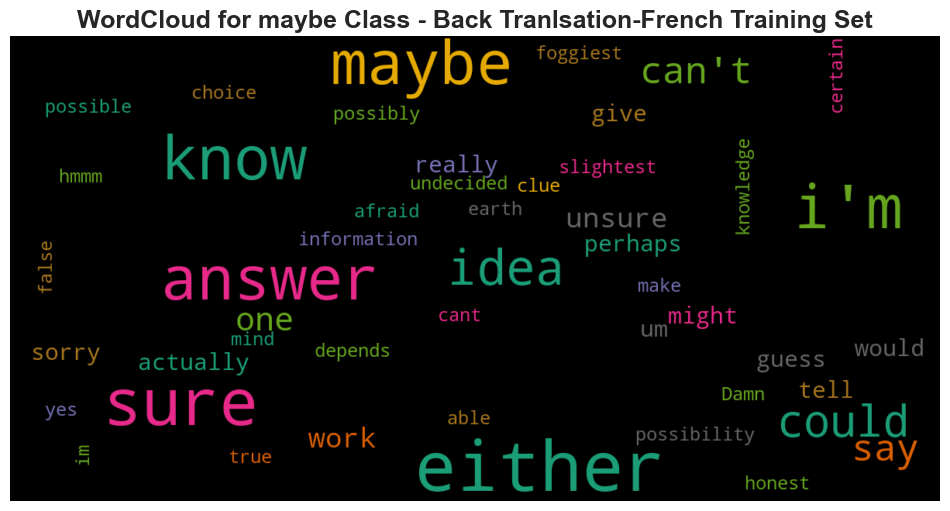 WordCloud for maybe Class - Back Tranlsation-French Training Set
maybe
foggiest
can't
certain
choice
possible
possibly
give
know
really
slightest
knowledge
hmmm
undecided
clue
i'm
afraid
earth
unsure
information
perhaps
false
answer
idea
make
one
cant
might
um
mind
sorry
actually
depends
guess
would
sure
yes
able
Damn
tell
could
work
possibility
say
im
true
either
honest